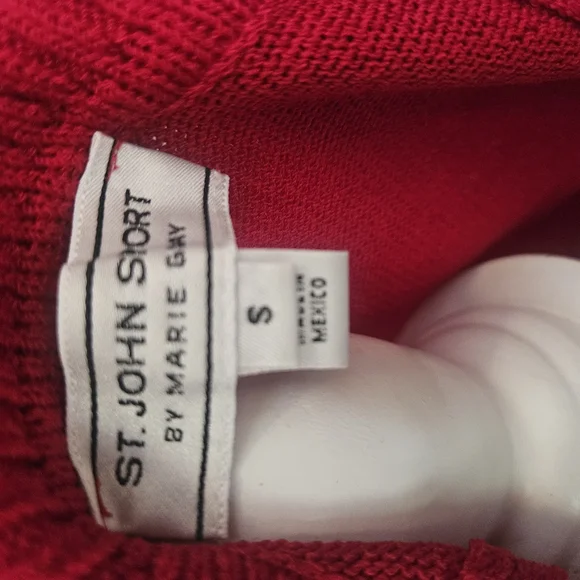 ST. JOHN SPORT
BY MARIE GRAY
S
MEXICO